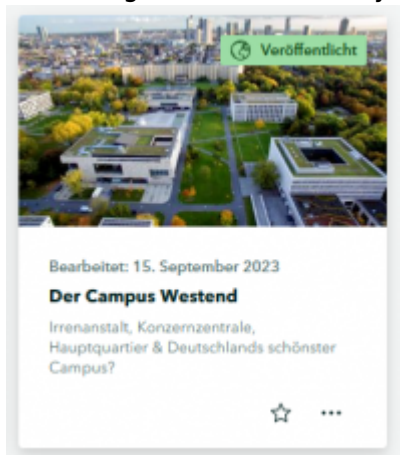 Veröffentlicht
Bearbeitet: 15. September 2023
Der Campus Westend
Irrenanstalt, Konzernzentrale,
Hauptquartier & Deutschlands schönster
Campus?